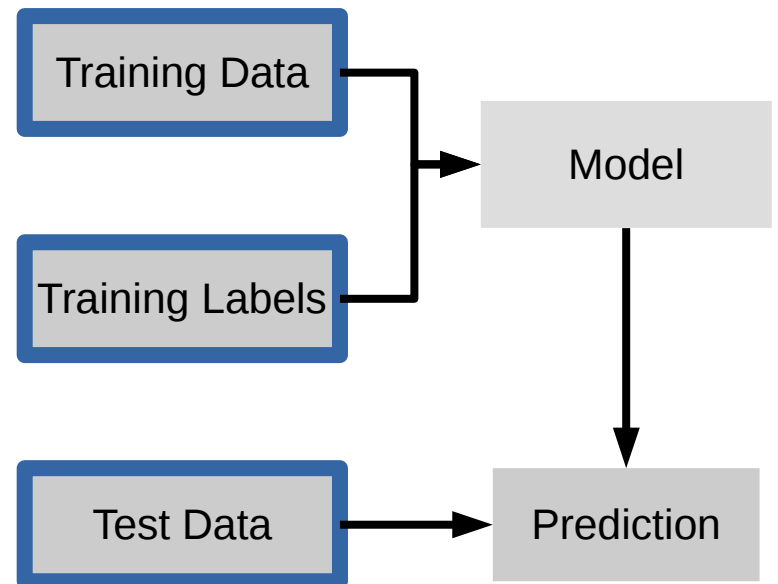 Training Data
Model
Training Labels
Test Data
Prediction